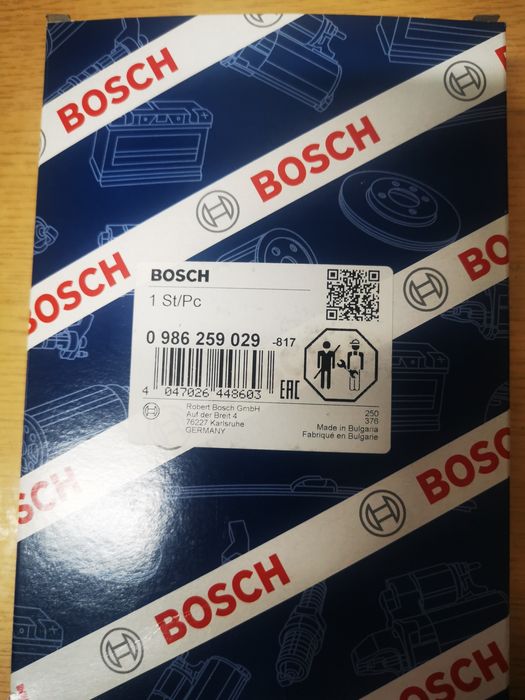 BOSCH
BOSCH
BOSCH
BOSCH
1 St/Pc
0 986 259 029 -817
4 047026 448603
EAC
Robert Bosch GmbH
Auf der Breit 4
76227 Karlsruhe
GERMANY
250
376
Made in Bulgaria
Fabriqué en Bulgarie
BOSCH
BOSCH
BOSCH
BOSCH